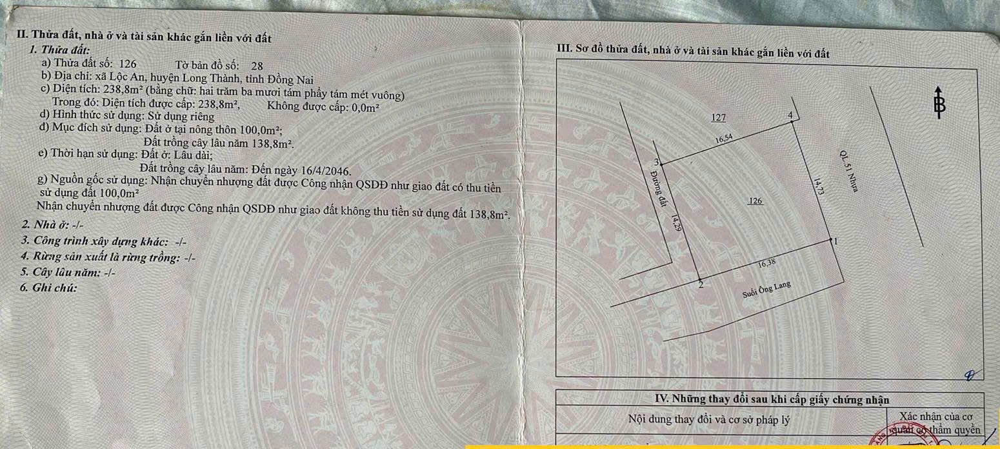 II. Thửa đất, nhà ở và tài sản khác gắn liền với đất
1. Thửa đất:
a) Thửa đất số: 126 Tờ bản đồ số: 28
b) Địa chỉ: xã Lộc An, huyện Long Thành, tỉnh Đồng Nai
c) Diện tích: 238,8m² (bằng chữ: hai trăm ba mươi tám phẩy tám mét vuông)
Trong đó: Diện tích được cấp: 238,8m², Không được cấp: 0,0m²
d) Hình thức sử dụng: Sử dụng riêng
đ) Mục đích sử dụng: Đất ở tại nông thôn 100,0m²;
Đất trồng cây lâu năm 138,8m².
e) Thời hạn sử dụng: Đất ở: Lâu dài;
Đất trồng cây lâu năm: Đến ngày 16/4/2046.
g) Nguồn gốc sử dụng: Nhận chuyển nhượng đất được Công nhận QSDĐ như giao đất có thu tiền
sử dụng đất 100,0m²
Nhận chuyển nhượng đất được Công nhận QSDĐ như giao đất không thu tiền sử dụng đất 138,8m².
2. Nhà ở: -/-
3. Công trình xây dựng khác: -/-
4. Rừng sản xuất là rừng trồng: -/-
5. Cây lâu năm: -/-
6. Ghi chú:
III. Sơ đồ thửa đất, nhà ở và tài sản khác gắn liền với đất
B
127
4
16,54
3
QL.51 Nhựa
Đường đất
14,73
126
14,29
1
16,38
2
Suối Ông Lang
IV. Những thay đổi sau khi cấp giấy chứng nhận
Nội dung thay đổi và cơ sở pháp lý
Xác nhận của cơ
quan có thẩm quyền